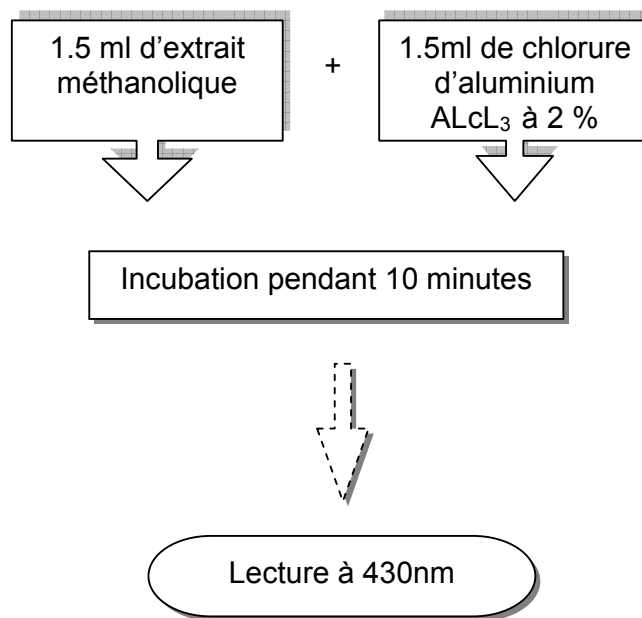 1.5 ml d'extrait
méthanolique
+
1.5ml de chlorure
d'aluminium
ALcL₃ à 2 %
Incubation pendant 10 minutes
Lecture à 430nm